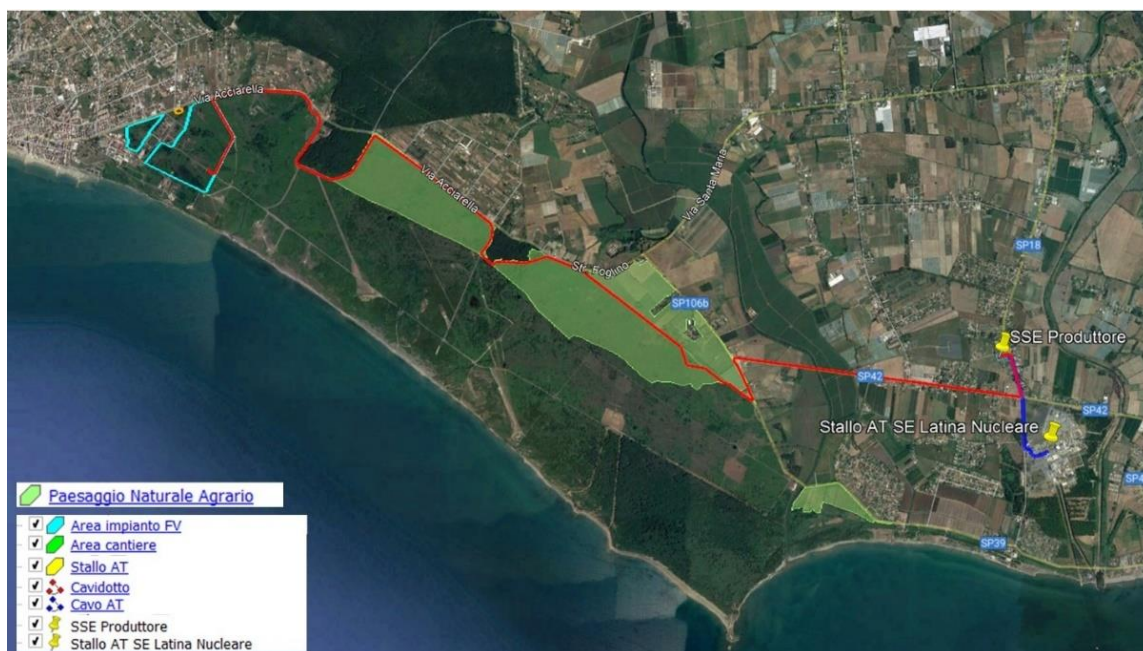 Via Acciarella
Via Acciarella
Via Santa Maria
Str. Foglino
SP18
SP106b
SSE Produttore
SP42
SP42
Stallo AT SE Latina Nucleare
SP39
Paesaggio Naturale Agrario
Area impianto FV
Area cantiere
Stallo AT
Cavidotto
Cavo AT
SSE Produttore
Stallo AT SE Latina Nucleare